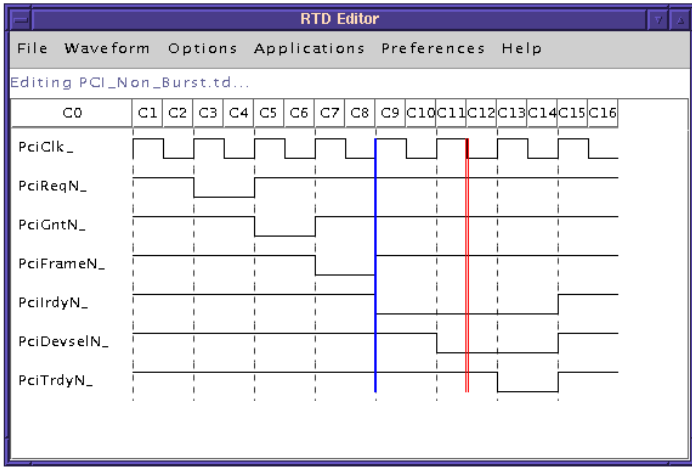 RTD Editor
File Waveform Options Applications Preferences Help
Editing PCI_Non_Burst.td...
C0 C1 C2 C3 C4 C5 C6 C7 C8 C9 C10 C11 C12 C13 C14 C15 C16
PciClk_
PciReqN_
PciGntN_
PciFrameN_
PciIrdyN_
PciDevselN_
PciTrdyN_